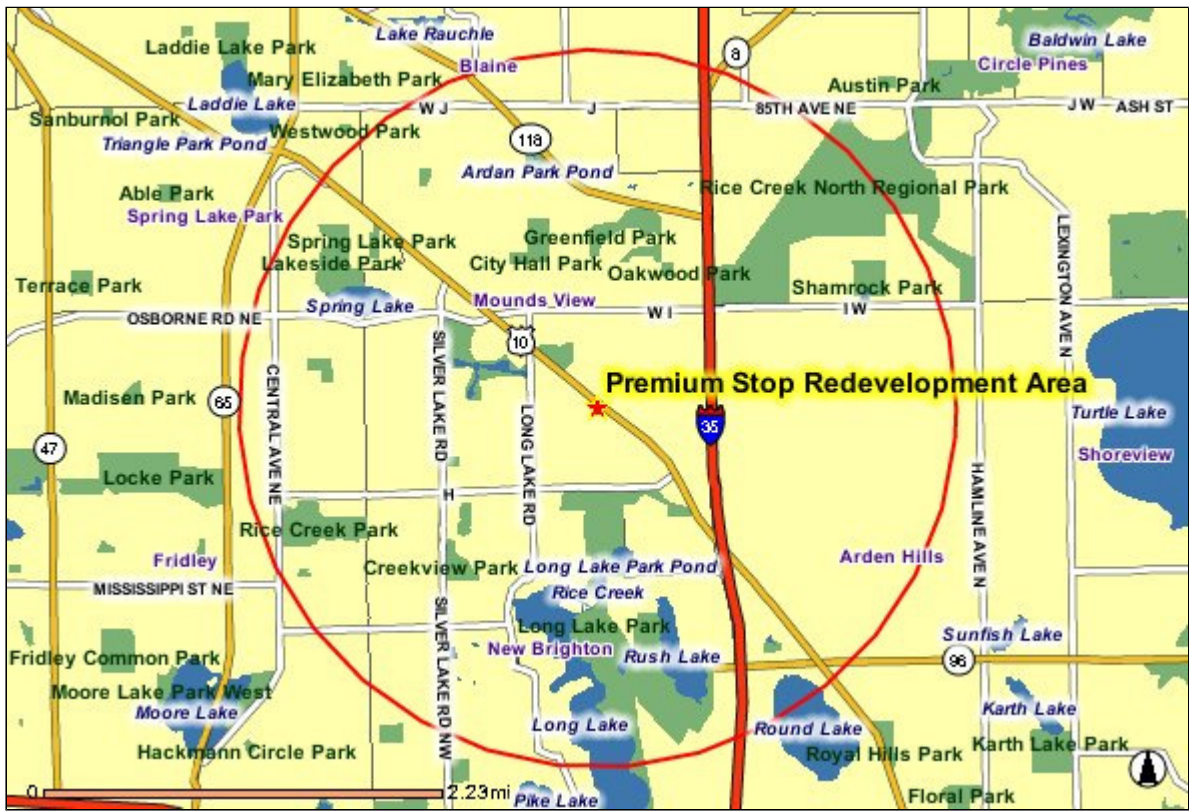 Lake Rauchle
8
Baldwin Lake
Laddie Lake Park
Blaine
Circle Pines
Mary Elizabeth Park
Austin Park
Laddie Lake
W J
J
85TH AVE NE
J W
ASH ST
Sanburnol Park
Westwood Park
118
Triangle Park Pond
Ardan Park Pond
Able Park
Rice Creek North Regional Park
Spring Lake Park
LEXINGTON AVE N
Spring Lake Park
Greenfield Park
Lakeside Park
City Hall Park
Oakwood Park
Terrace Park
Shamrock Park
Spring Lake
Mounds View
OSBORNE RD NE
W I
I W
10
SILVER LAKE RD
CENTRAL AVE NE
Premium Stop Redevelopment Area
Madisen Park
65
LONG LAKE RD
35
Turtle Lake
47
Shoreview
Locke Park
H
HAMLINE AVE N
Rice Creek Park
Fridley
Creekview Park
Long Lake Park Pond
Arden Hills
MISSISSIPPI ST NE
Rice Creek
SILVER LAKE RD NW
Long Lake Park
Sunfish Lake
New Brighton
Rush Lake
96
Fridley Common Park
Moore Lake Park West
Moore Lake
Long Lake
Round Lake
Karth Lake
Hackmann Circle Park
Royal Hills Park
Karth Lake Park
0
2.23mi
Pike Lake
Floral Park